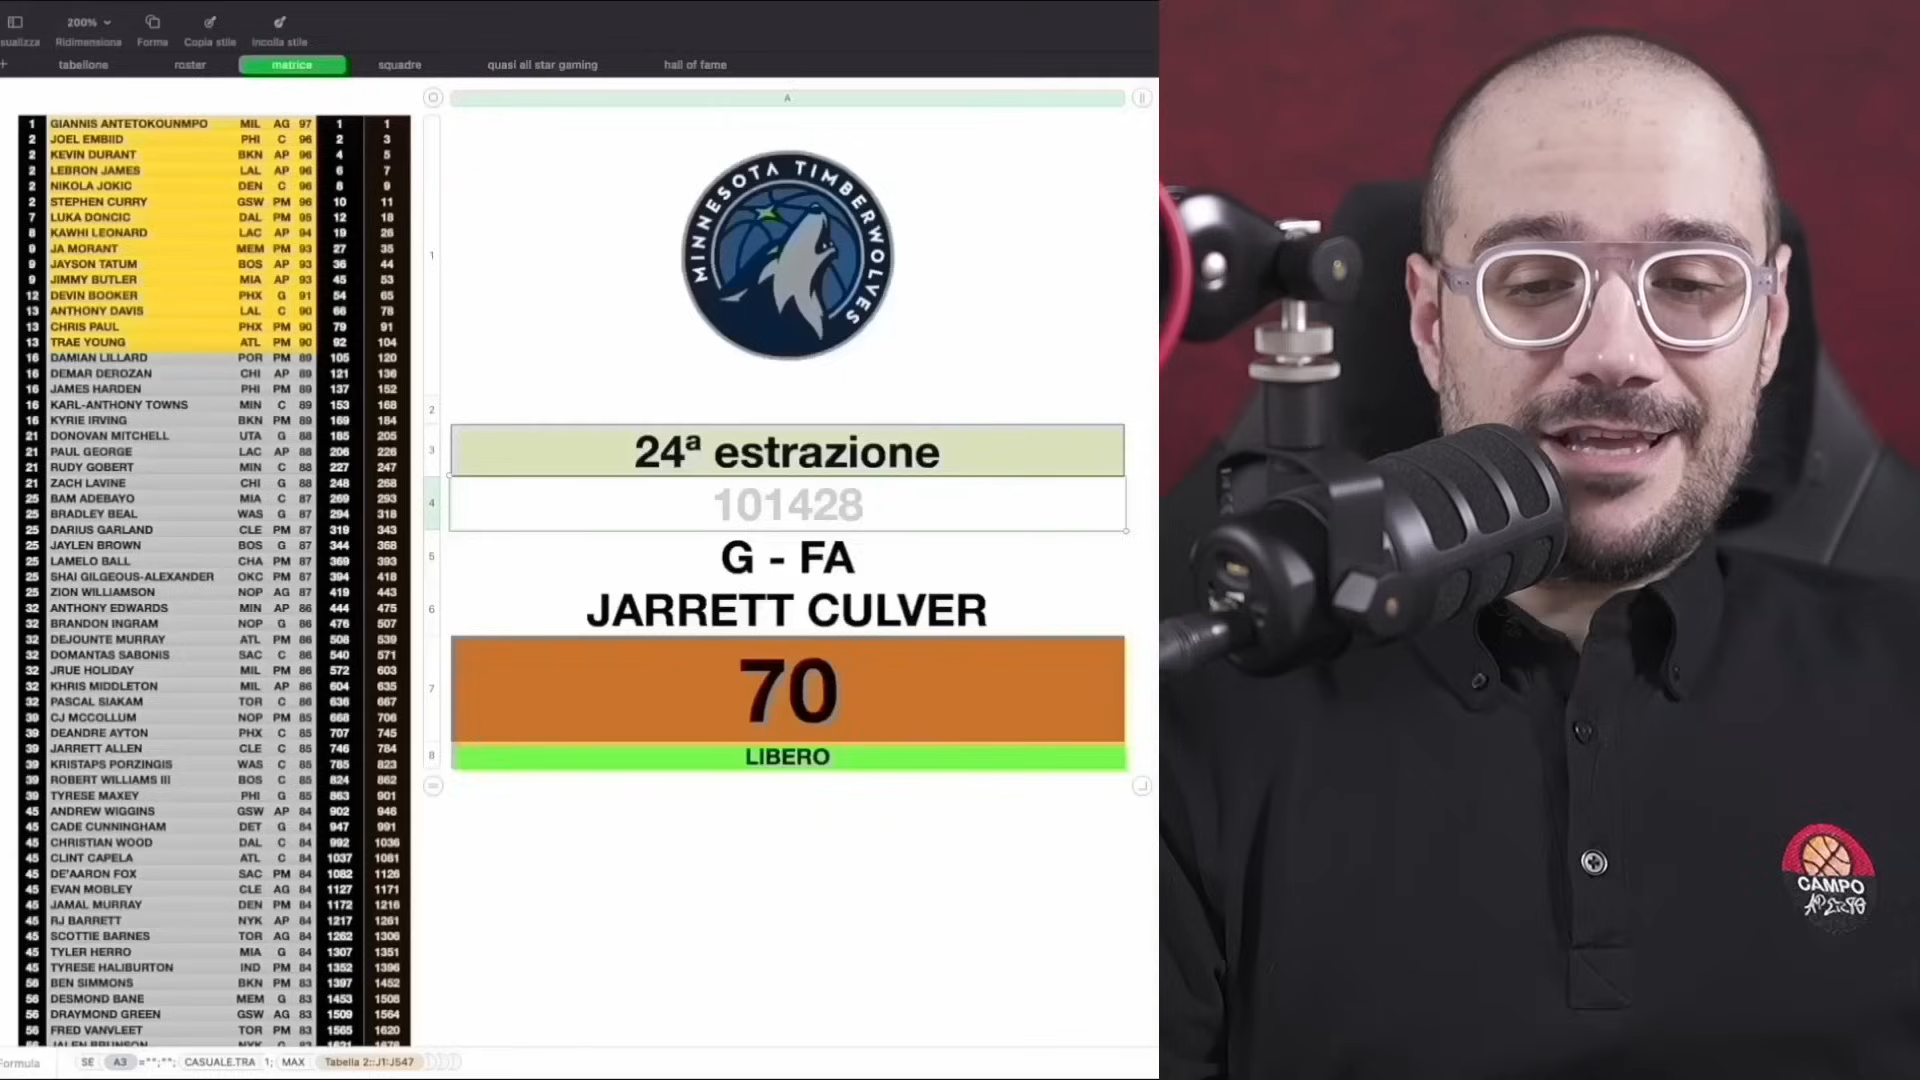 200%
Ridimensiona
Forma
Copia stile
Incolla stile
tabellone
roster
matrice
squadre
quasi all star gaming
hall of fame
1 GIANNIS ANTETOKOUNMPO MIL AG 97 1 1
2 JOEL EMBIID PHI C 96 2 3
2 KEVIN DURANT BKN AP 96 4 5
2 LEBRON JAMES LAL AP 96 6 7
2 NIKOLA JOKIC DEN C 96 8 9
2 STEPHEN CURRY GSW PM 96 10 11
7 LUKA DONCIC DAL PM 95 12 18
8 KAWHI LEONARD LAC AP 94 19 26
9 JA MORANT MEM PM 93 27 35
9 JAYSON TATUM BOS AP 93 36 44
9 JIMMY BUTLER MIA AP 93 45 53
12 DEVIN BOOKER PHX G 91 54 65
13 ANTHONY DAVIS LAL C 90 66 78
13 CHRIS PAUL PHX PM 90 79 91
13 TRAE YOUNG ATL PM 90 92 104
16 DAMIAN LILLARD POR PM 89 105 120
16 DEMAR DEROZAN CHI AP 89 121 136
16 JAMES HARDEN PHI PM 89 137 152
16 KARL-ANTHONY TOWNS MIN C 89 153 168
16 KYRIE IRVING BKN PM 89 169 184
21 DONOVAN MITCHELL UTA G 88 185 205
21 PAUL GEORGE LAC AP 88 206 226
21 RUDY GOBERT MIN C 88 227 247
21 ZACH LAVINE CHI G 88 248 268
25 BAM ADEBAYO MIA C 87 269 293
25 BRADLEY BEAL WAS G 87 294 318
25 DARIUS GARLAND CLE PM 87 319 343
25 JAYLEN BROWN BOS G 87 344 368
25 LAMELO BALL CHA PM 87 369 393
25 SHAI GILGEOUS-ALEXANDER OKC PM 87 394 418
25 ZION WILLIAMSON NOP AG 87 419 443
32 ANTHONY EDWARDS MIN AP 86 444 475
32 BRANDON INGRAM NOP G 86 476 507
32 DEJOUNTE MURRAY ATL PM 86 508 539
32 DOMANTAS SABONIS SAC C 86 540 571
32 JRUE HOLIDAY MIL PM 86 572 603
32 KHRIS MIDDLETON MIL AP 86 604 635
32 PASCAL SIAKAM TOR C 86 636 667
39 CJ MCCOLLUM NOP PM 85 668 706
39 DEANDRE AYTON PHX C 85 707 745
39 JARRETT ALLEN CLE C 85 746 784
39 KRISTAPS PORZINGIS WAS C 85 785 823
39 ROBERT WILLIAMS III BOS C 85 824 862
39 TYRESE MAXEY PHI G 85 863 901
45 ANDREW WIGGINS GSW AP 84 902 946
45 CADE CUNNINGHAM DET G 84 947 991
45 CHRISTIAN WOOD DAL C 84 992 1036
45 CLINT CAPELA ATL C 84 1037 1081
45 DE'AARON FOX SAC PM 84 1082 1126
45 EVAN MOBLEY CLE AG 84 1127 1171
45 JAMAL MURRAY DEN PM 84 1172 1216
45 RJ BARRETT NYK AP 84 1217 1261
45 SCOTTIE BARNES TOR AG 84 1262 1306
45 TYLER HERRO MIA G 84 1307 1351
45 TYRESE HALIBURTON IND PM 84 1352 1396
56 BEN SIMMONS BKN PM 83 1397 1452
56 DESMOND BANE MEM G 83 1453 1508
56 DRAYMOND GREEN GSW AG 83 1509 1564
56 FRED VANVLEET TOR PM 83 1565 1620
A
1
MINNESOTA TIMBERWOLVES
2
3
24ª estrazione
4
101428
5
G - FA
6
JARRETT CULVER
7
70
8
LIBERO
Formula SE A3 ="";""; CASUALE.TRA 1; MAX Tabella 2::J1:J547
CAMPO